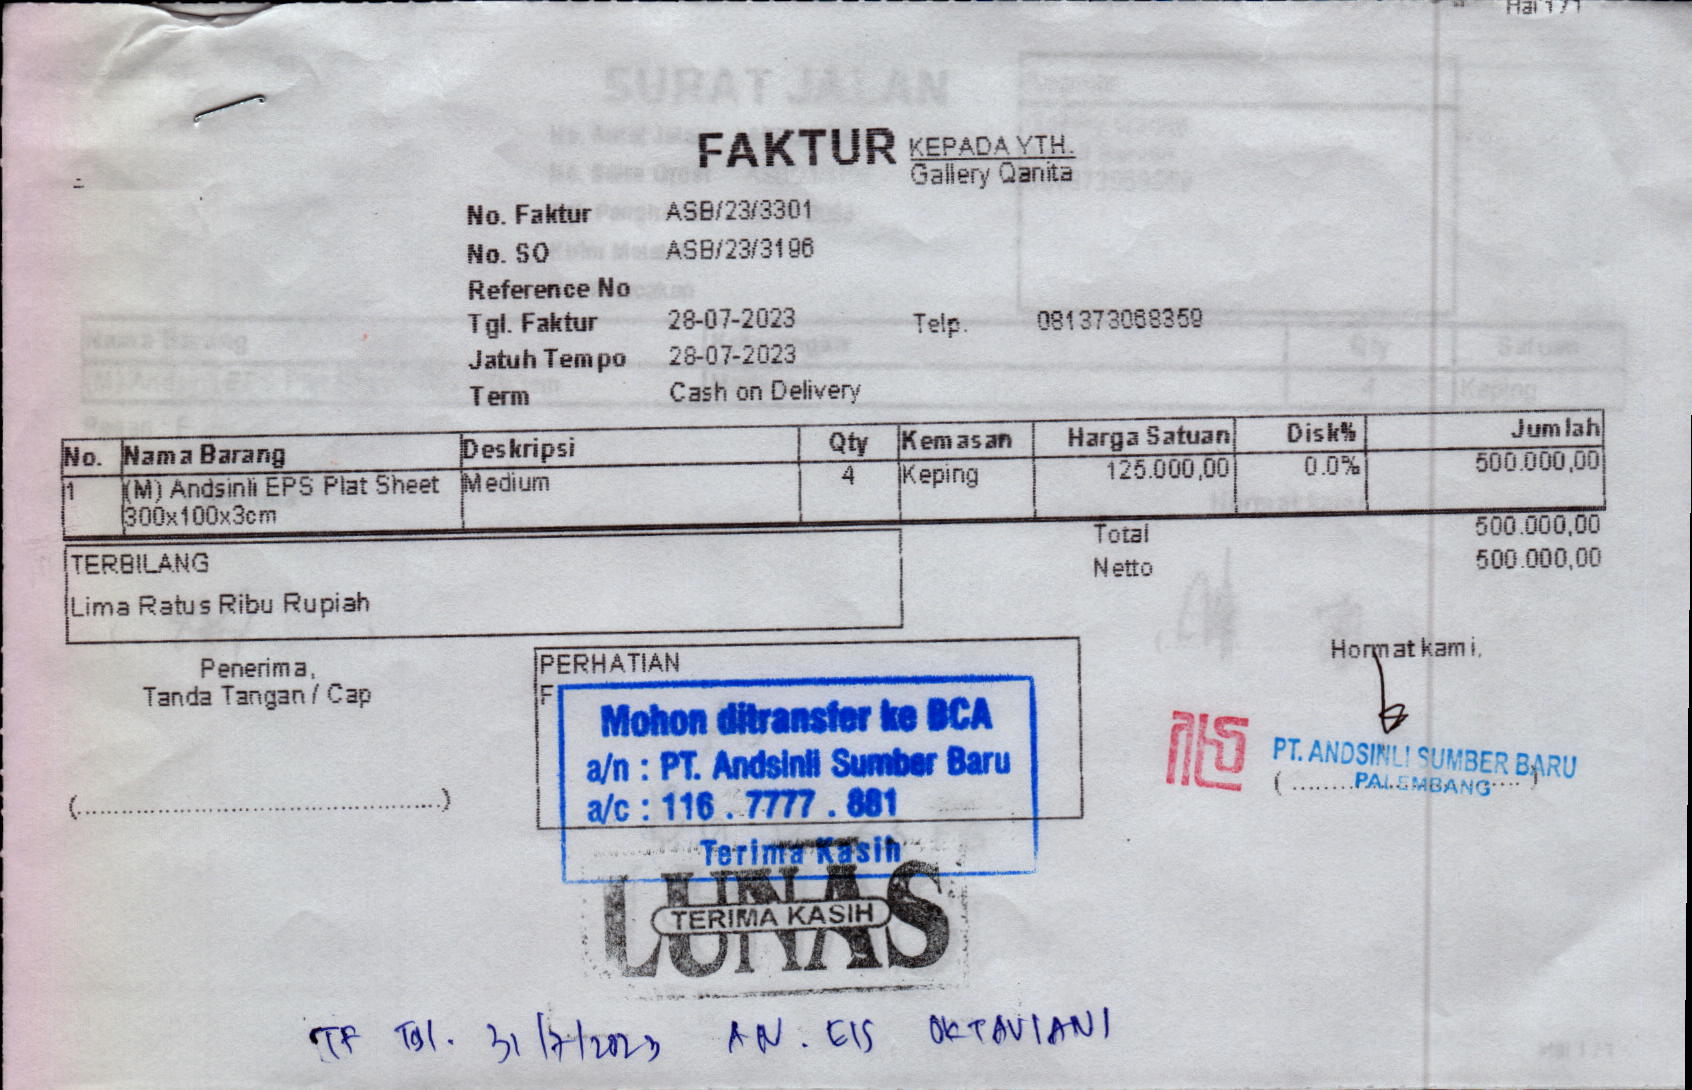 Hal 1 / 1
SURAT JALAN
FAKTUR
KEPADA YTH.
Gallery Qanita
No. Faktur ASB/23/3301
No. SO ASB/23/3196
Reference No
Tgl. Faktur 28-07-2023 Telp. 081373068359
Jatuh Tempo 28-07-2023
Term Cash on Delivery
No. Nama Barang Deskripsi Qty Kemasan Harga Satuan Disk% Jumlah
1 (M) Andsinli EPS Plat Sheet Medium 4 Keping 125.000,00 0.0% 500.000,00
300x100x3cm
Total 500.000,00
Netto 500.000,00
TERBILANG
Lima Ratus Ribu Rupiah
Penerima,
Tanda Tangan / Cap
(........................................)
PERHATIAN
F
Mohon ditransfer ke BCA
a/n : PT. Andsinli Sumber Baru
a/c : 116 . 7777 . 881
Terima Kasih
LUNAS
TERIMA KASIH
Hormat kami,
PT. ANDSINLI SUMBER BARU
PALEMBANG
TF Tgl. 31/7/2023 AN. EIS OKTAVIANI